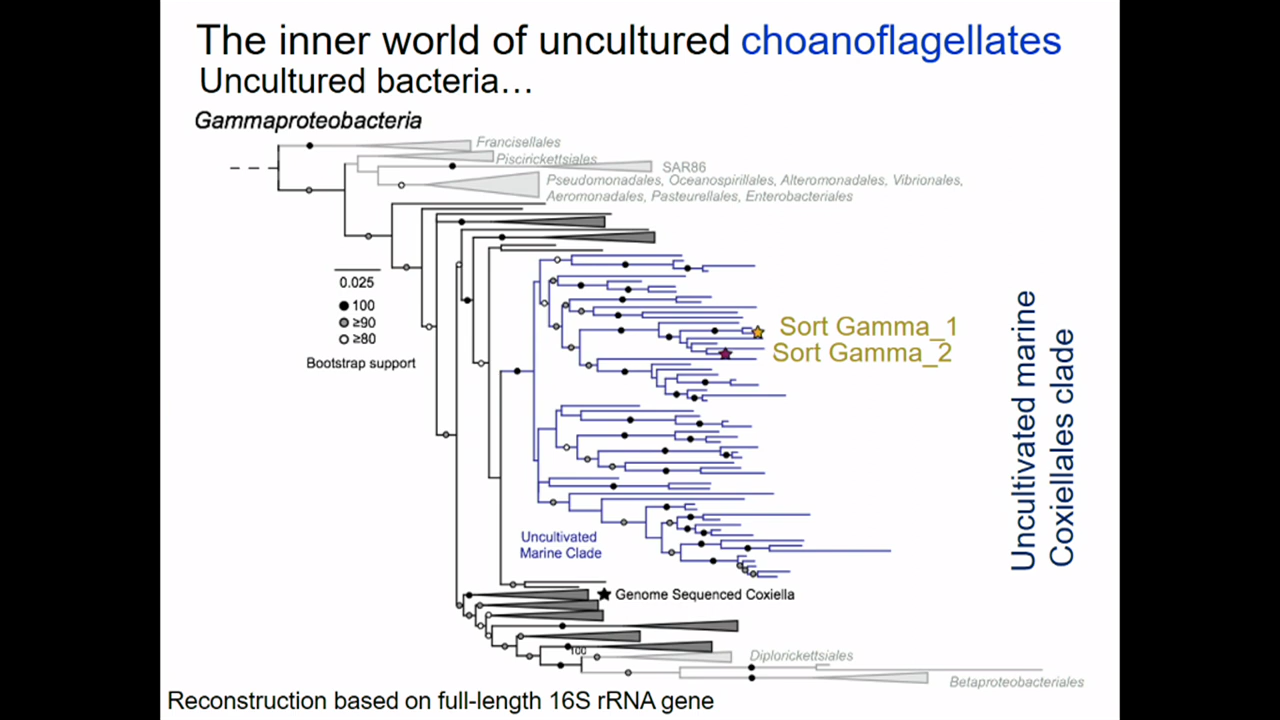 The inner world of uncultured choanoflagellates
Uncultured bacteria…
Gammaproteobacteria
Francisellales
Piscirickettsiales
SAR86
Pseudomonadales, Oceanospirillales, Alteromonadales, Vibrionales,
Aeromonadales, Pasteurellales, Enterobacteriales
0.025
100
≥90
≥80
Bootstrap support
Sort Gamma_1
Sort Gamma_2
Uncultivated marine
Coxiellales clade
Uncultivated
Marine Clade
Genome Sequenced Coxiella
100
Diplorickettsiales
Betaproteobacteriales
Reconstruction based on full-length 16S rRNA gene